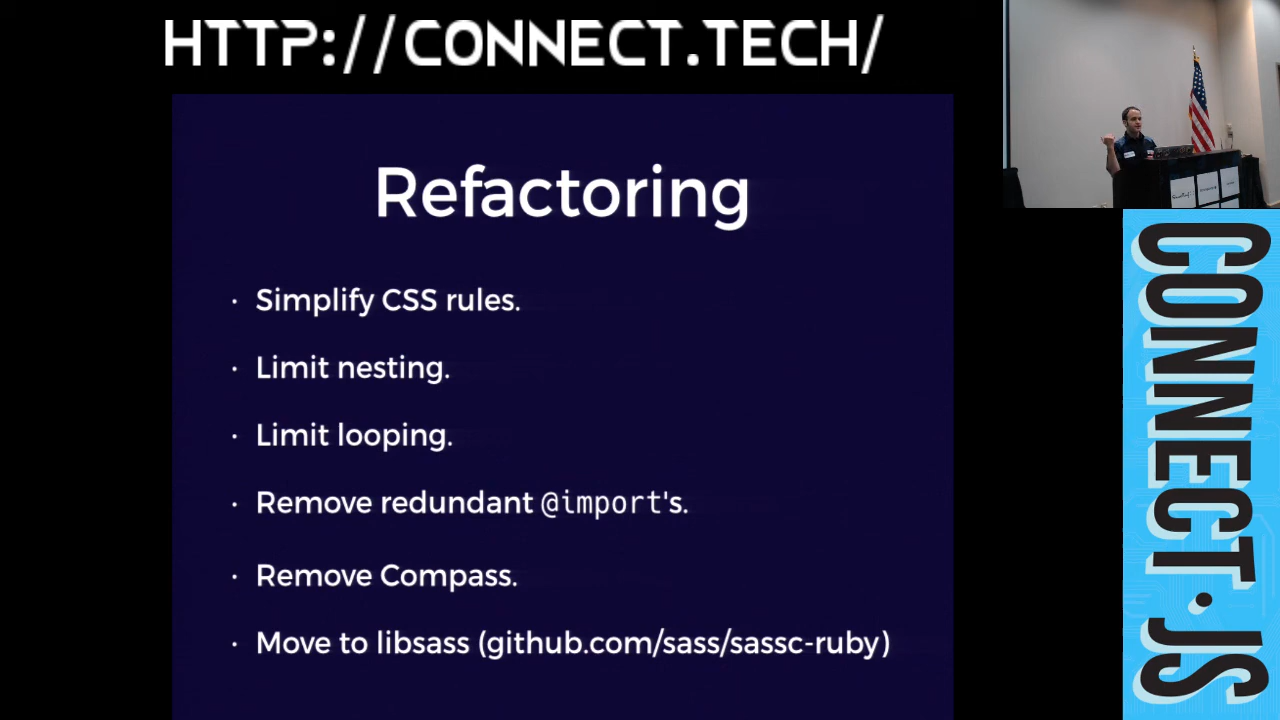 HTTP://CONNECT.TECH/
Refactoring
· Simplify CSS rules.
· Limit nesting.
· Limit looping.
· Remove redundant @import's.
· Remove Compass.
· Move to libsass (github.com/sass/sassc-ruby)
CONNECT·JS